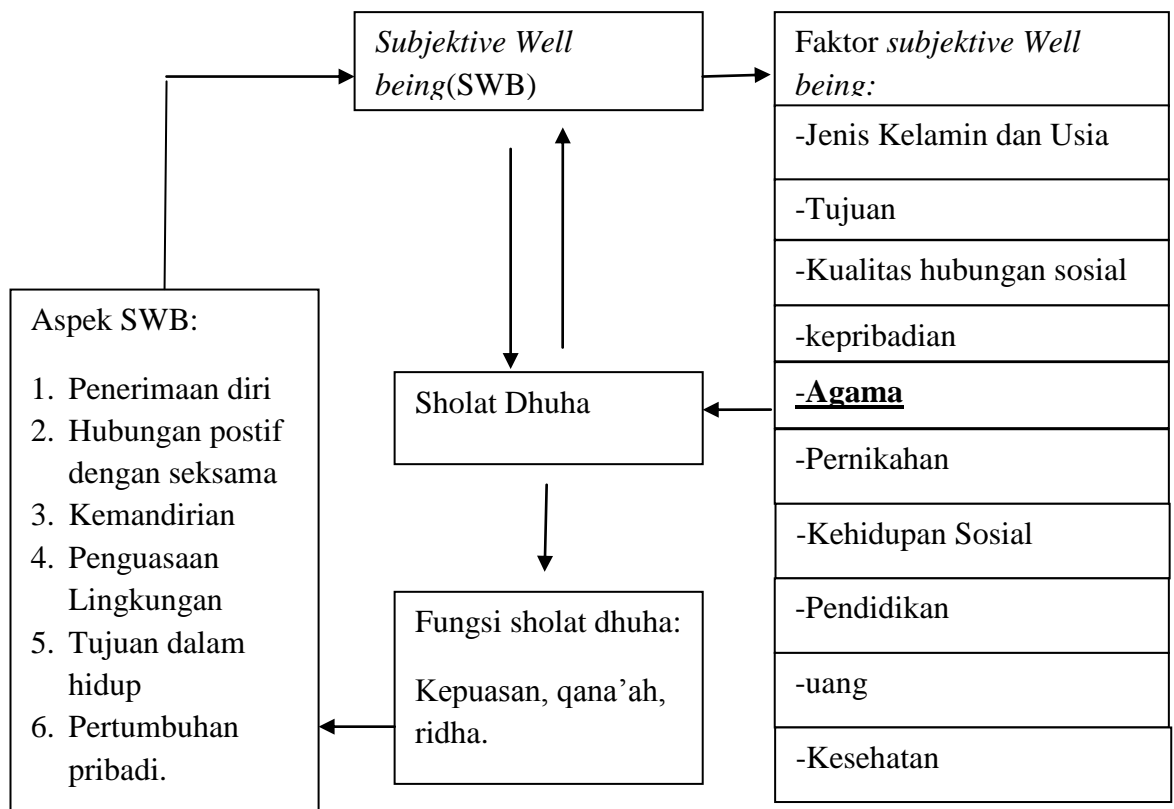 Subjektive Well
being(SWB)
Faktor subjektive Well
being:
-Jenis Kelamin dan Usia
-Tujuan
-Kualitas hubungan sosial
-kepribadian
-Agama
-Pernikahan
-Kehidupan Sosial
-Pendidikan
-uang
-Kesehatan
Aspek SWB:
1. Penerimaan diri
2. Hubungan postif
dengan seksama
3. Kemandirian
4. Penguasaan
Lingkungan
5. Tujuan dalam
hidup
6. Pertumbuhan
pribadi.
Sholat Dhuha
Fungsi sholat dhuha:
Kepuasan, qana’ah,
ridha.